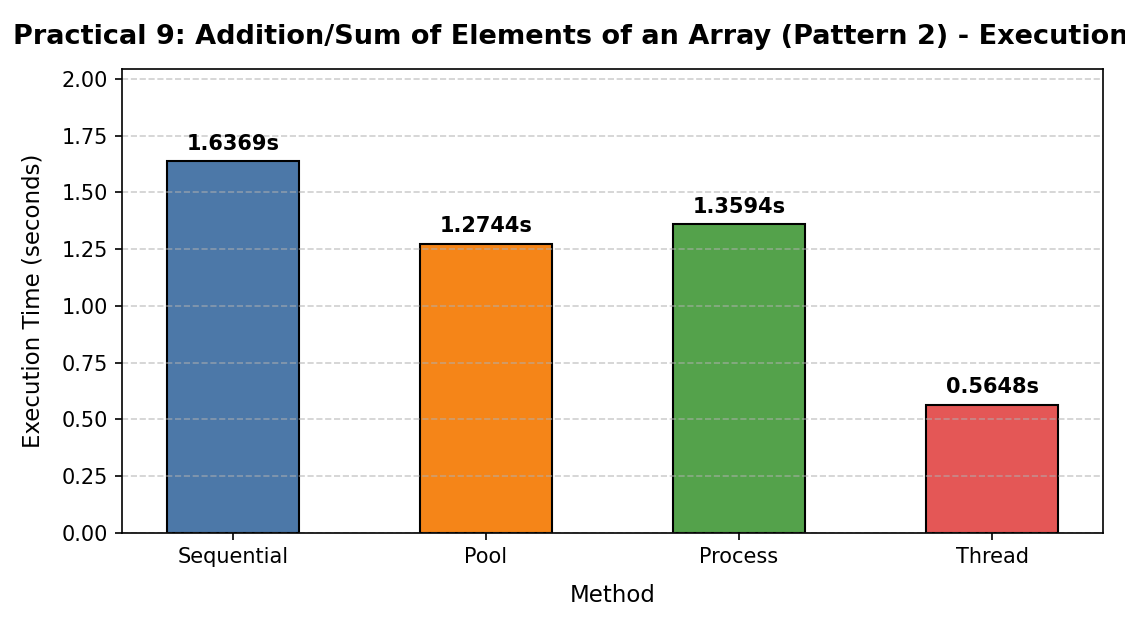 Practical 9: Addition/Sum of Elements of an Array (Pattern 2) - Execution
2.00
1.75
1.50
1.25
1.00
0.75
0.50
0.25
0.00
Execution Time (seconds)
1.6369s
1.2744s
1.3594s
0.5648s
Sequential Pool Process Thread
Method